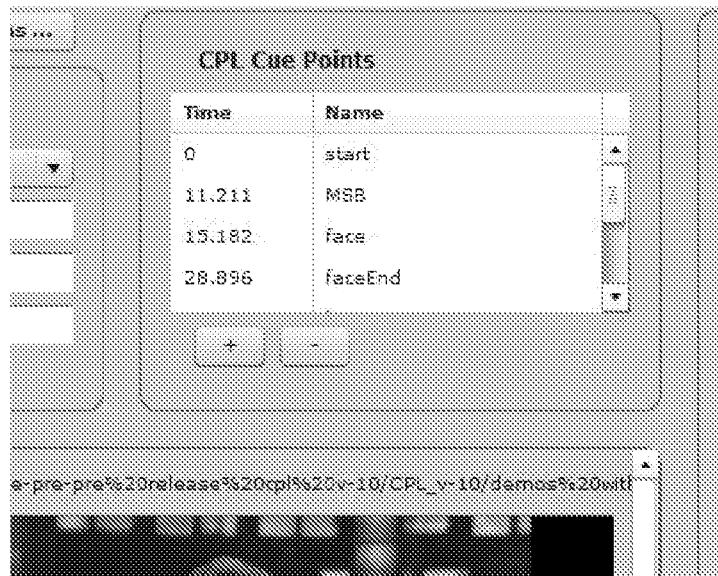 as ...
CPL Cue Points
Time Name
0 start
11.211 MSB
15.182 face
28.896 faceEnd
+ -
e-pre-pre%20release%20cpl%20v-10/CPL_v-10/demos%20with